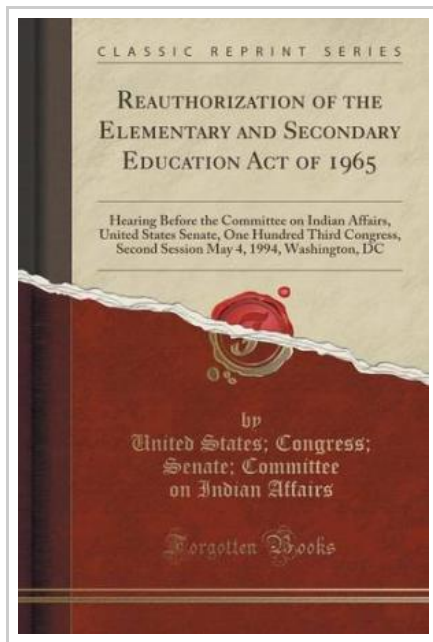 CLASSIC REPRINT SERIES
REAUTHORIZATION OF THE
ELEMENTARY AND SECONDARY
EDUCATION ACT OF 1965
Hearing Before the Committee on Indian Affairs,
United States Senate, One Hundred Third Congress,
Second Session May 4, 1994, Washington, DC
by
United States; Congress;
Senate; Committee
on Indian Affairs
Forgotten Books